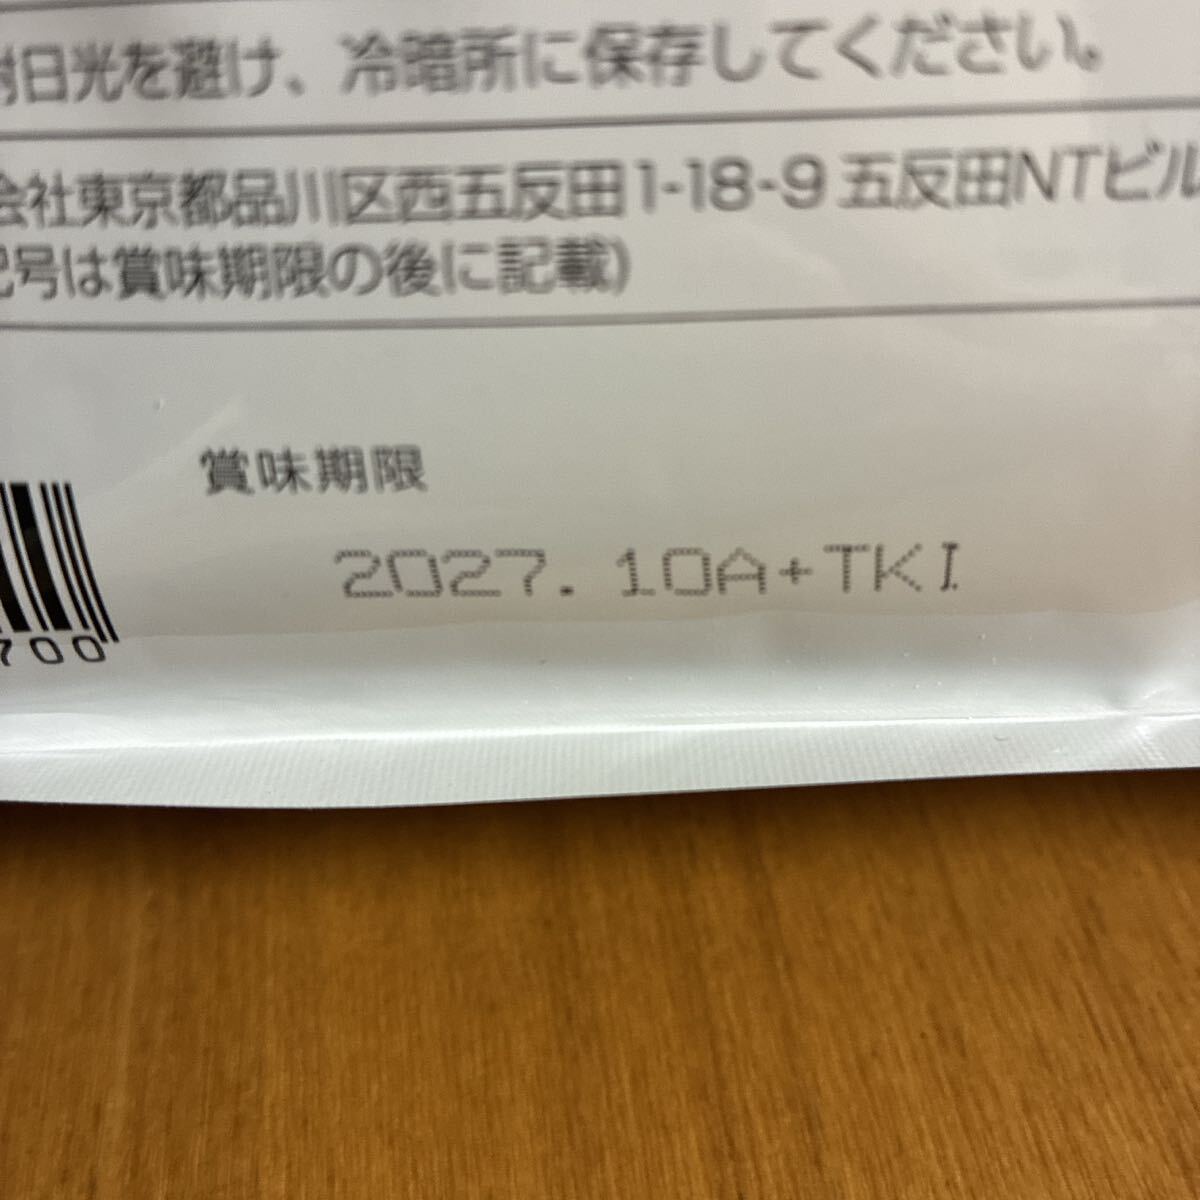 射日光を避け、冷暗所に保存してください。
会社東京都品川区西五反田1-18-9 五反田NTビル
記号は賞味期限の後に記載)
賞味期限
2027. 10A+TKI
700